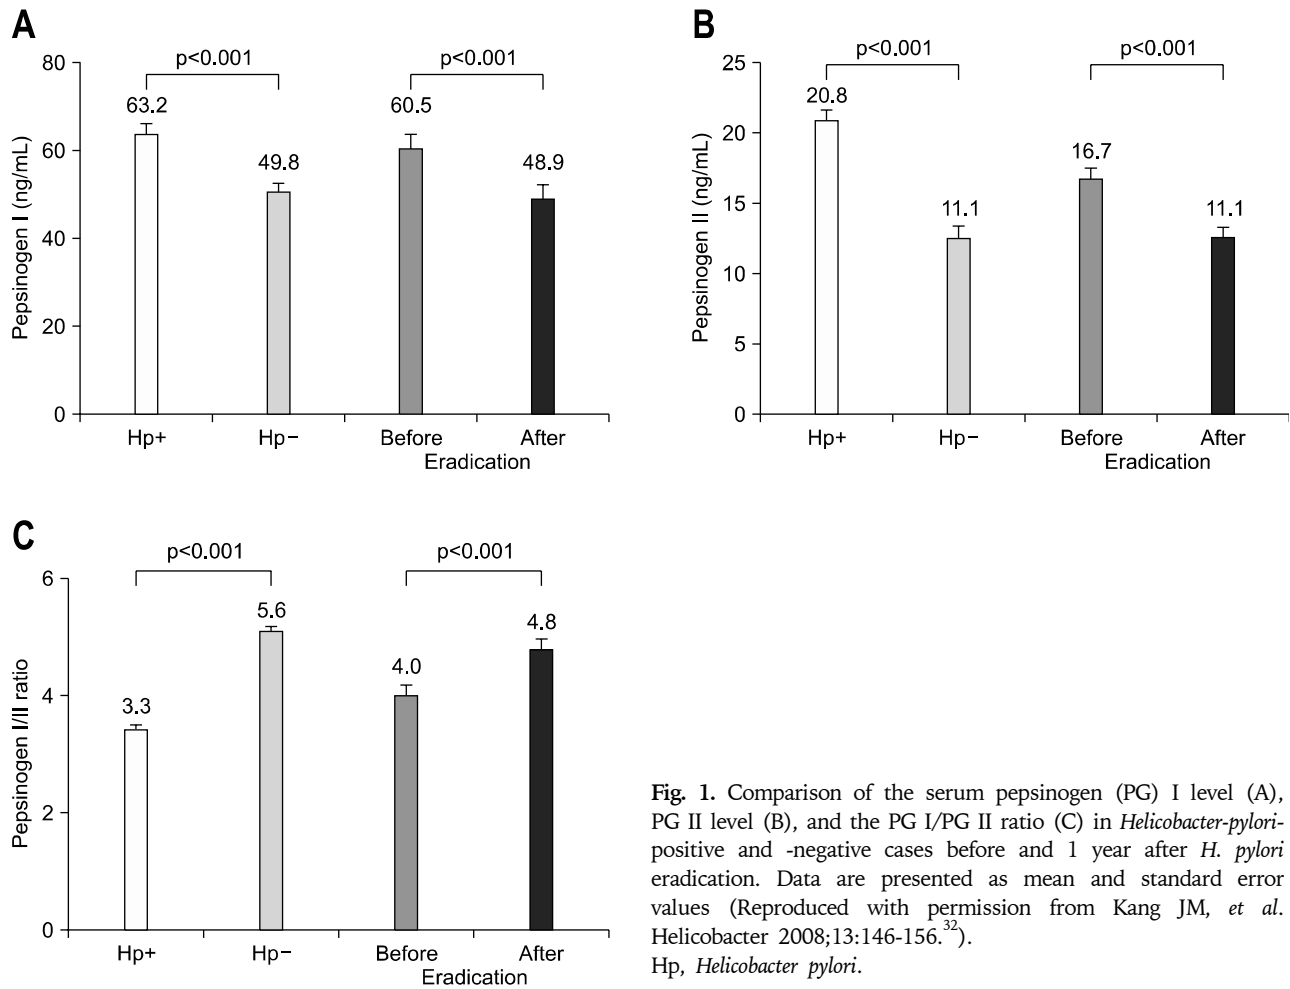 A
Pepsinogen I (ng/mL)
80
60
40
20
0
p<0.001
p<0.001
63.2
49.8
60.5
48.9
Hp+
Hp−
Before
After
Eradication
B
Pepsinogen II (ng/mL)
25
20
15
10
5
0
p<0.001
p<0.001
20.8
11.1
16.7
11.1
Hp+
Hp−
Before
After
Eradication
C
Pepsinogen I/II ratio
6
4
2
0
p<0.001
p<0.001
3.3
5.6
4.0
4.8
Hp+
Hp−
Before
After
Eradication
Fig. 1. Comparison of the serum pepsinogen (PG) I level (A),
PG II level (B), and the PG I/PG II ratio (C) in Helicobacter-pylori-
positive and -negative cases before and 1 year after H. pylori
eradication. Data are presented as mean and standard error
values (Reproduced with permission from Kang JM, et al.
Helicobacter 2008;13:146-156.32).
Hp, Helicobacter pylori.